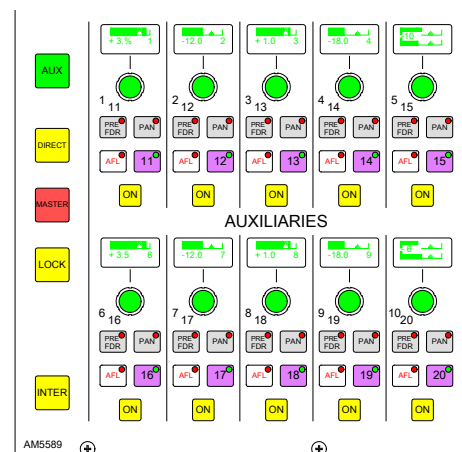 + 3.% 1 -12.0 2 + 1.0 3 -18.0 4 -10
AUX
1 11 2 12 3 13 4 14 5 15
PRE FDR PAN PRE FDR PAN PRE FDR PAN PRE FDR PAN PRE FDR PAN
DIRECT
AFL 11 AFL 12 AFL 13 AFL 14 AFL 15
MASTER
ON ON ON ON ON
AUXILIARIES
+ 3.5 6 -12.0 7 + 1.0 8 -18.0 9
LOCK
6 16 7 17 8 18 9 19 10 20
PRE FDR PAN PRE FDR PAN PRE FDR PAN PRE FDR PAN PRE FDR PAN
AFL 16 AFL 17 AFL 18 AFL 19 AFL 20
INTER
ON ON ON ON ON
AM5589